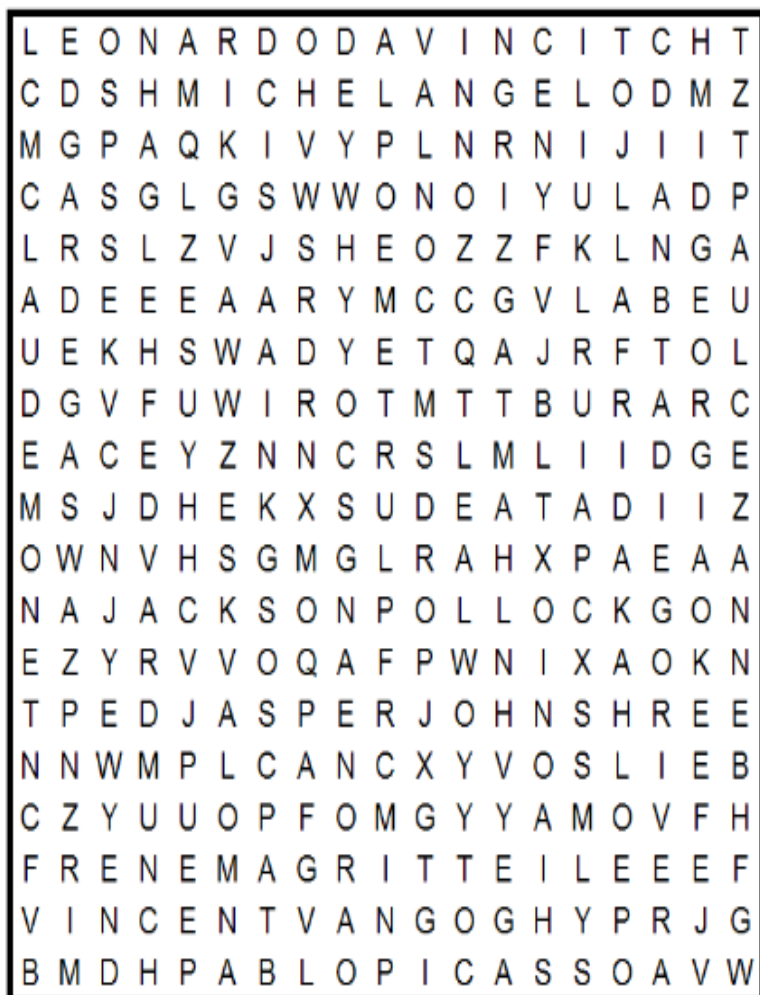 L E O N A R D O D A V I N C I T C H T
C D S H M I C H E L A N G E L O D M Z
M G P A Q K I V Y P L N R N I J I I T
C A S G L G S W W O N O I Y U L A D P
L R S L Z V J S H E O Z Z F K L N G A
A D E E E A A R Y M C C G V L A B E U
U E K H S W A D Y E T Q A J R F T O L
D G V F U W I R O T M T T B U R A R C
E A C E Y Z N N C R S L M L I I D G E
M S J D H E K X S U D E A T A D I I Z
O W N V H S G M G L R A H X P A E A A
N A J A C K S O N P O L L O C K G O N
E Z Y R V V O Q A F P W N I X A O K N
T P E D J A S P E R J O H N S H R E E
N N W M P L C A N C X Y V O S L I E B
C Z Y U U O P F O M G Y Y A M O V F H
F R E N E M A G R I T T E I L E E E F
V I N C E N T V A N G O G H Y P R J G
B M D H P A B L O P I C A S S O A V W